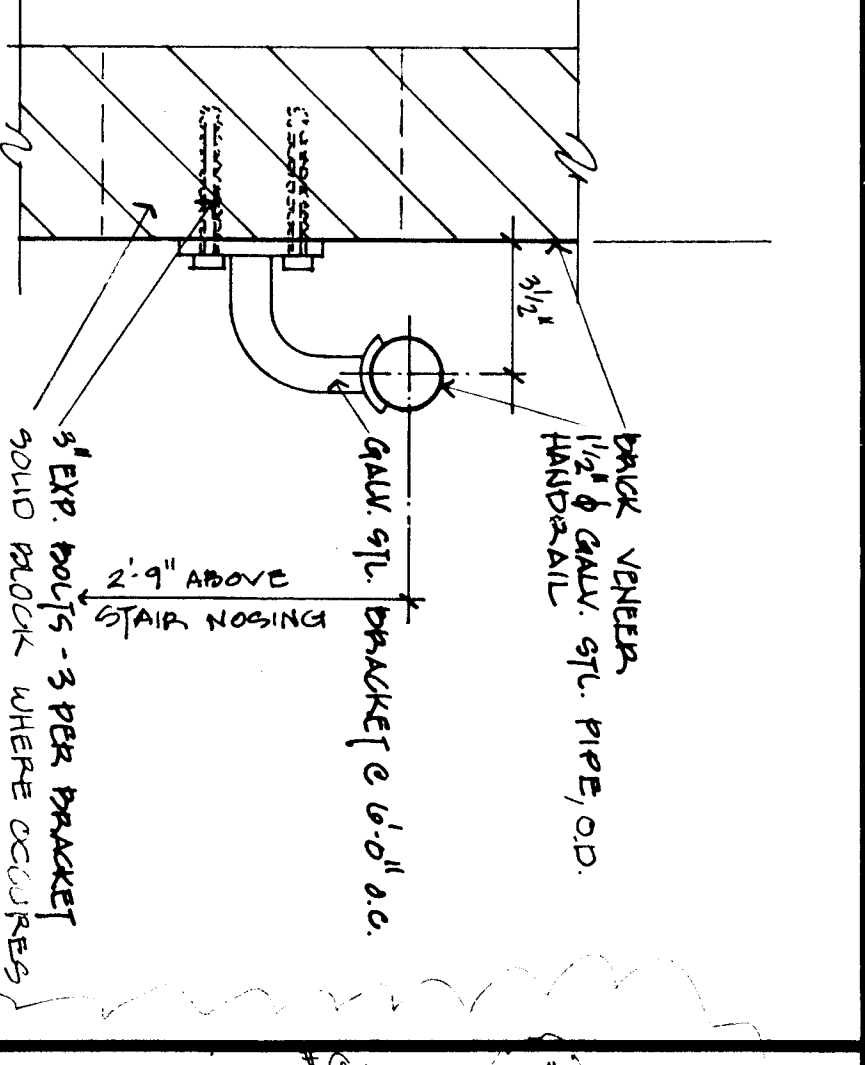 BRICK VENEER
1½" ⌀ GALV. STL. PIPE, O.D.
HANDRAIL
3½"
GALV. STL. BRACKET @ 6'-0" O.C.
2'-9" ABOVE
STAIR NOSING
3" EXP. BOLTS - 3 PER BRACKET
SOLID BLOCK WHERE OCCURES